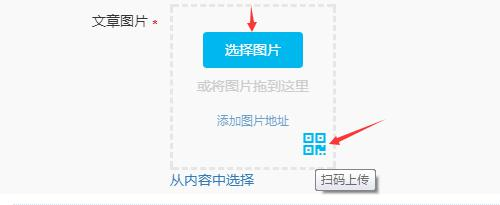 文章图片 *
选择图片
或将图片拖到这里
添加图片地址
从内容中选择
扫码上传